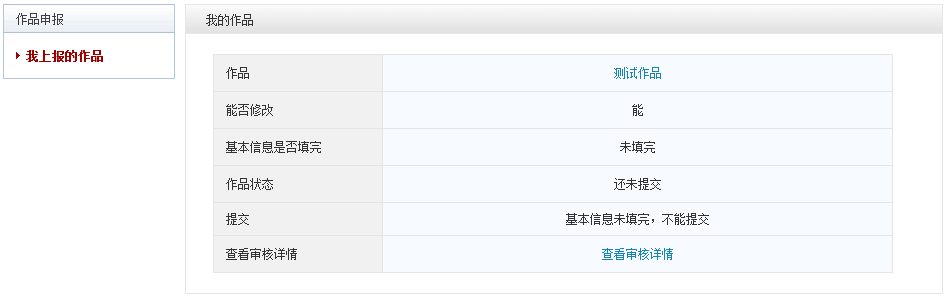 作品申报
我上报的作品
我的作品
作品 测试作品
能否修改 能
基本信息是否填完 未填完
作品状态 还未提交
提交 基本信息未填完，不能提交
查看审核详情 查看审核详情